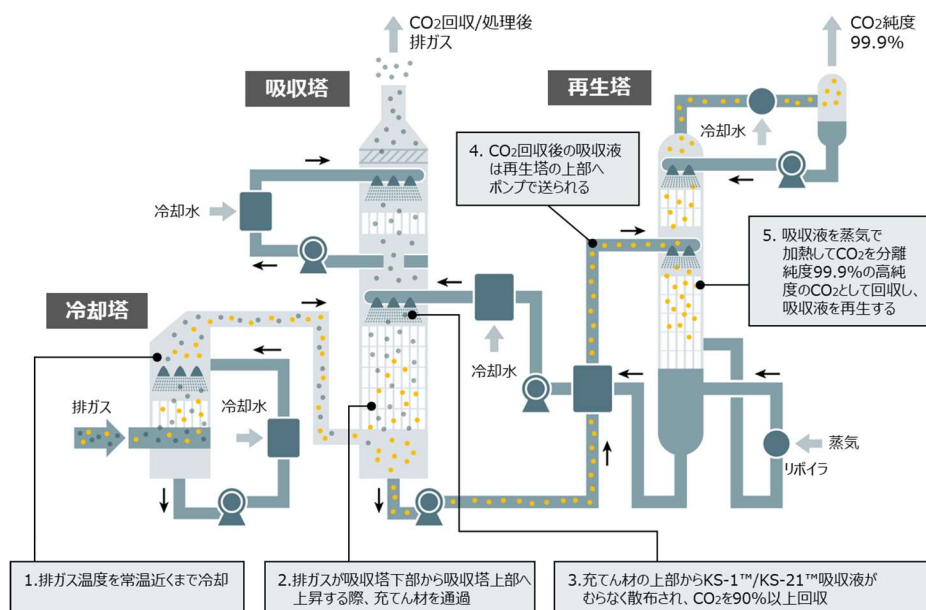 CO2回収/処理後
排ガス
CO2純度
99.9%
吸収塔
再生塔
冷却水
4. CO2回収後の吸収液
は再生塔の上部へ
ポンプで送られる
冷却水
5. 吸収液を蒸気で
加熱してCO2を分離
純度99.9%の高純
度のCO2として回収し、
吸収液を再生する
冷却塔
冷却水
排ガス
冷却水
蒸気
リボイラ
1.排ガス温度を常温近くまで冷却
2.排ガスが吸収塔下部から吸収塔上部へ
上昇する際、充てん材を通過
3.充てん材の上部からKS-1™/KS-21™吸収液が
むらなく散布され、CO2を90%以上回収